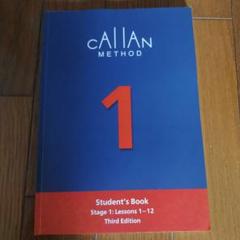 CALLAN
METHOD
1
Student's Book
Stage 1: Lessons 1–12
Third Edition